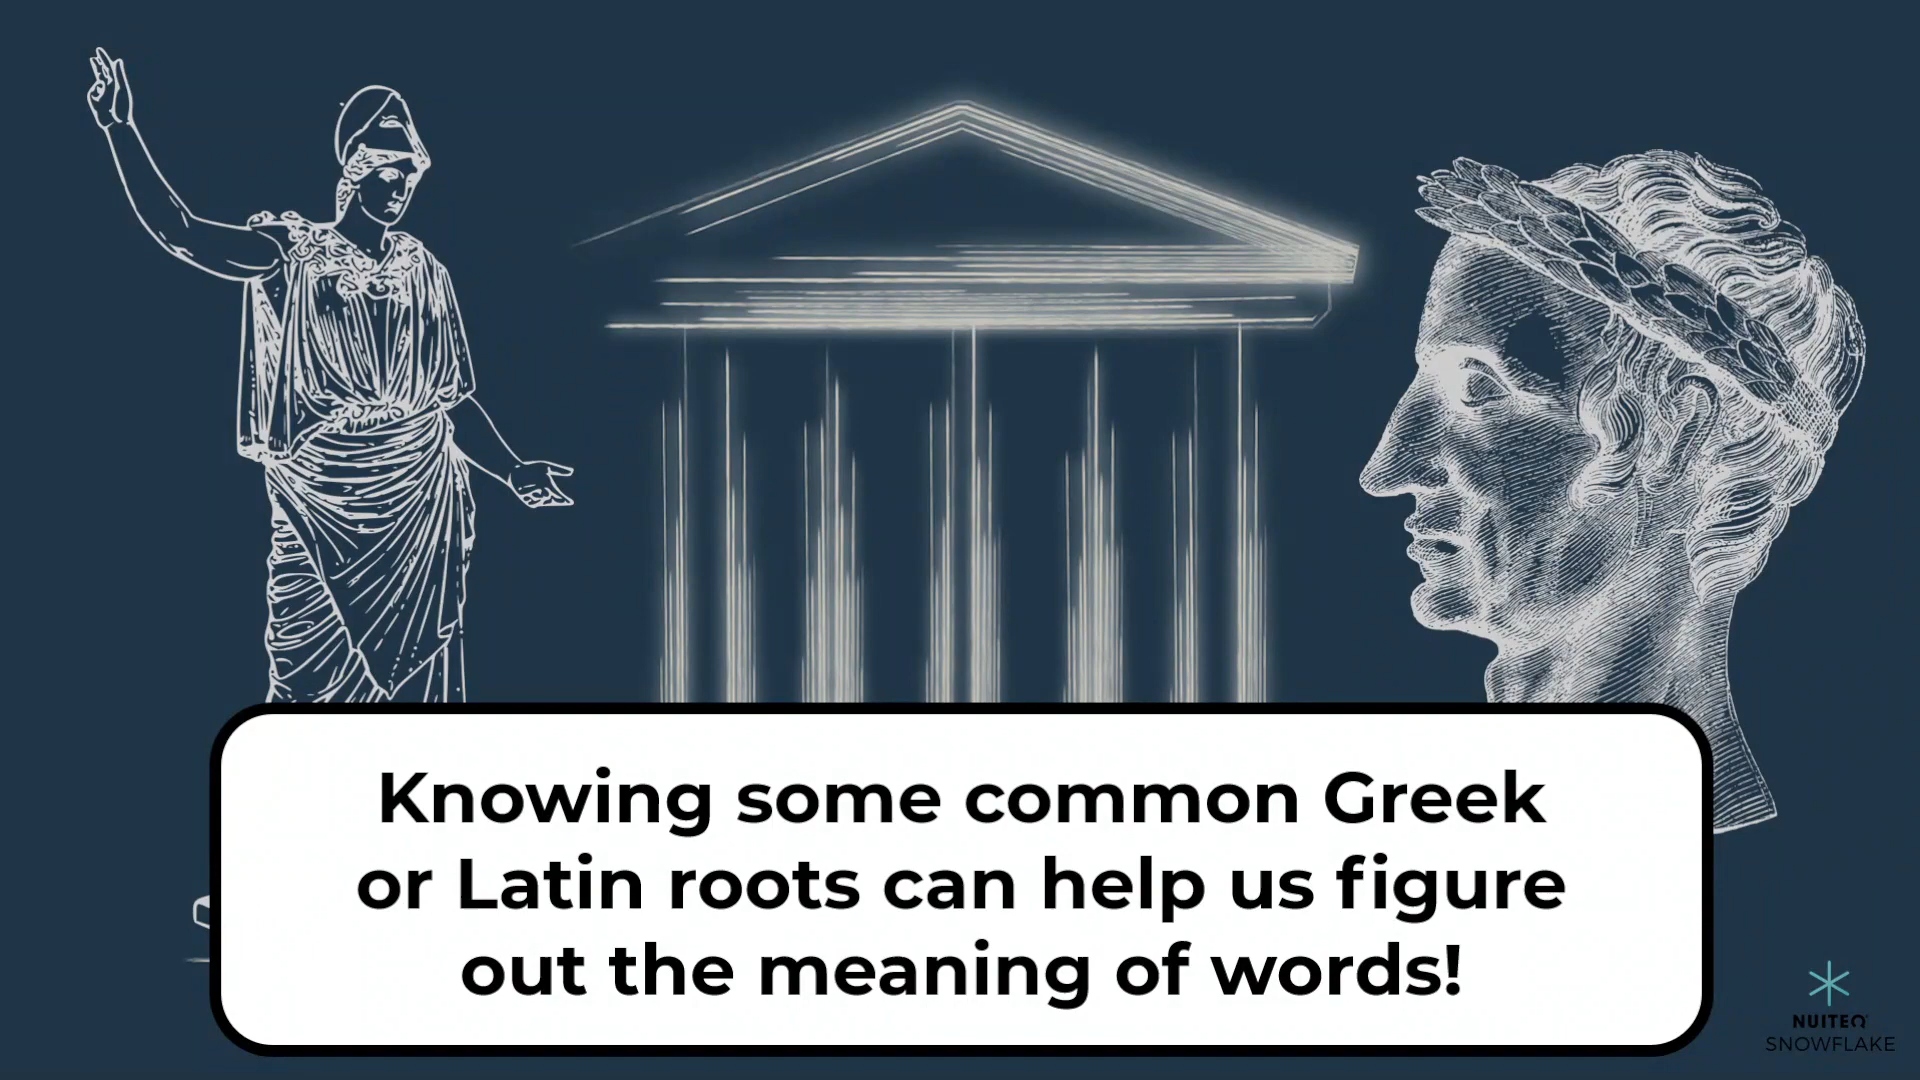 Knowing some common Greek
or Latin roots can help us figure
out the meaning of words!
NUITEQ
SNOWFLAKE